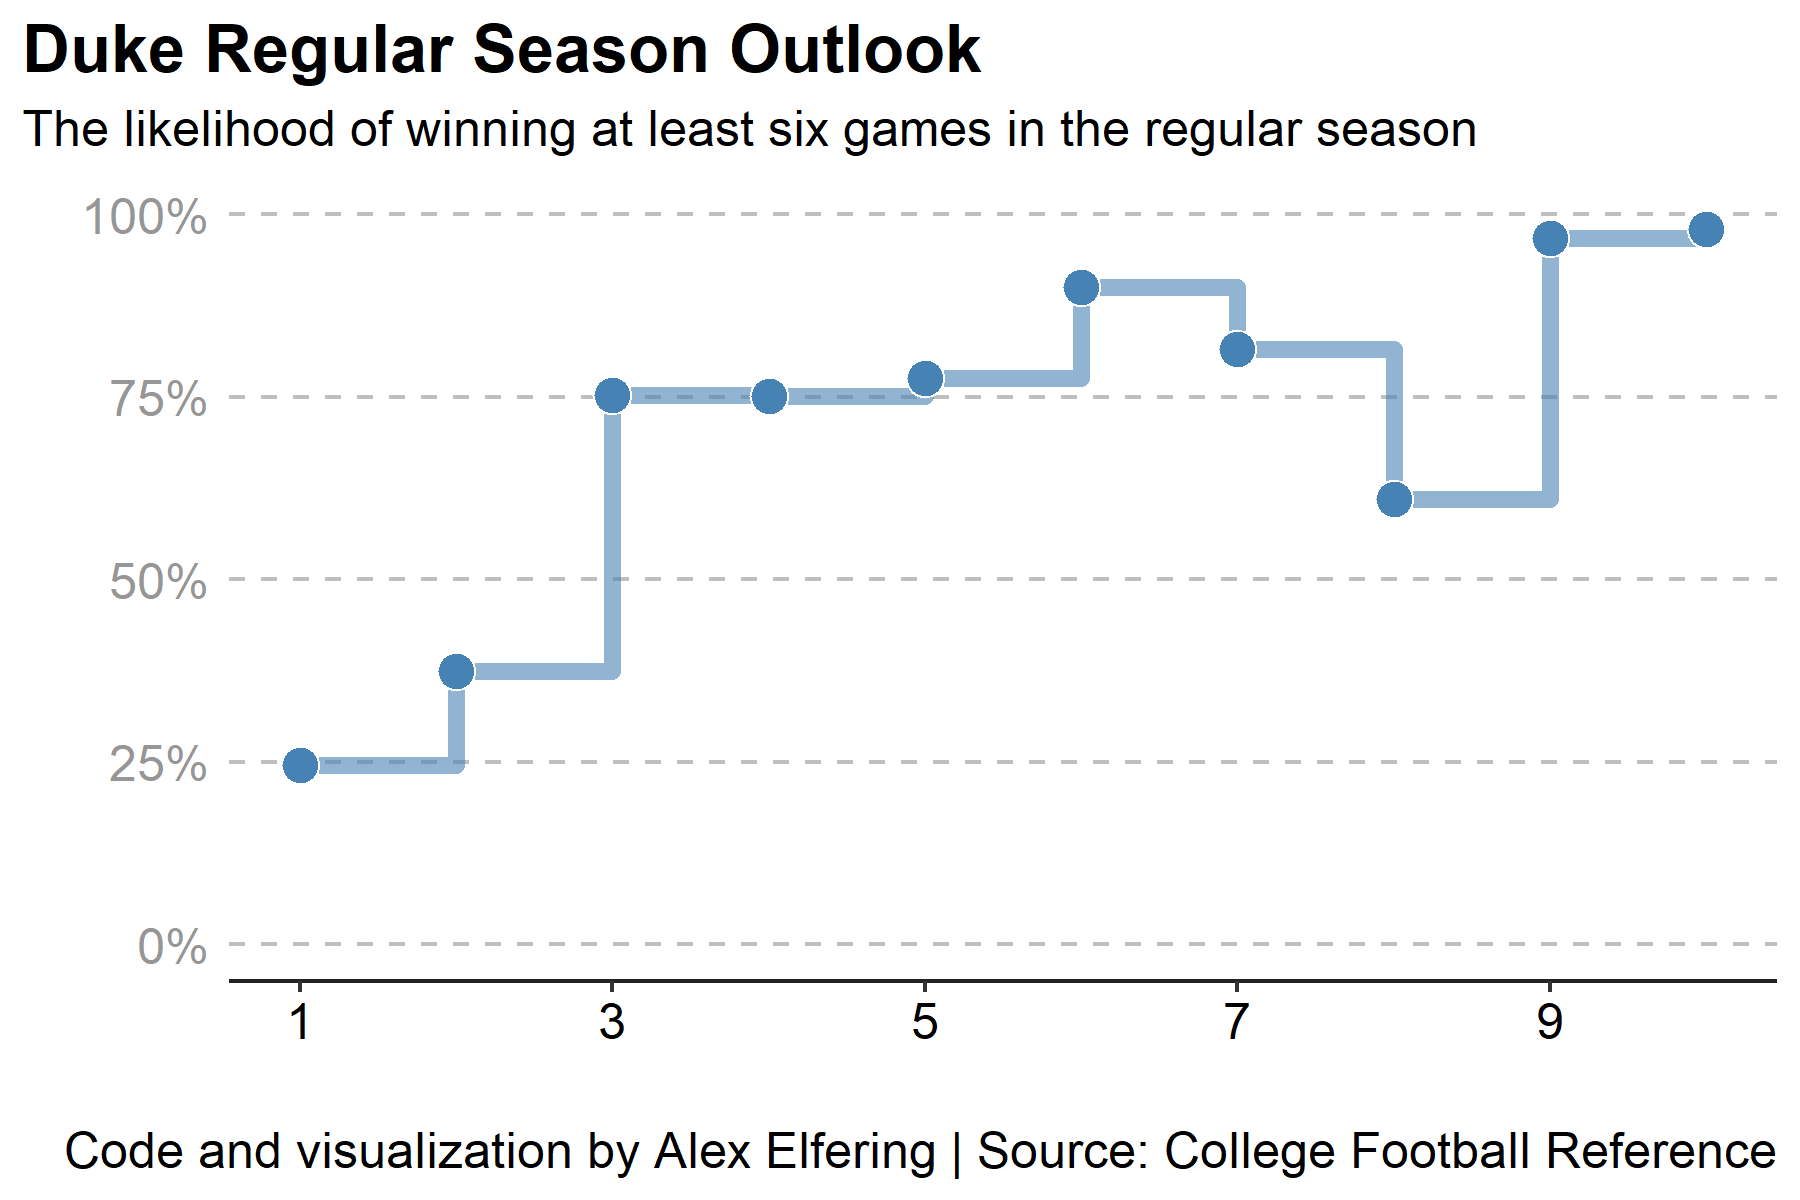 Duke Regular Season Outlook
The likelihood of winning at least six games in the regular season
100%
75%
50%
25%
0%
1 3 5 7 9
Code and visualization by Alex Elfering | Source: College Football Reference